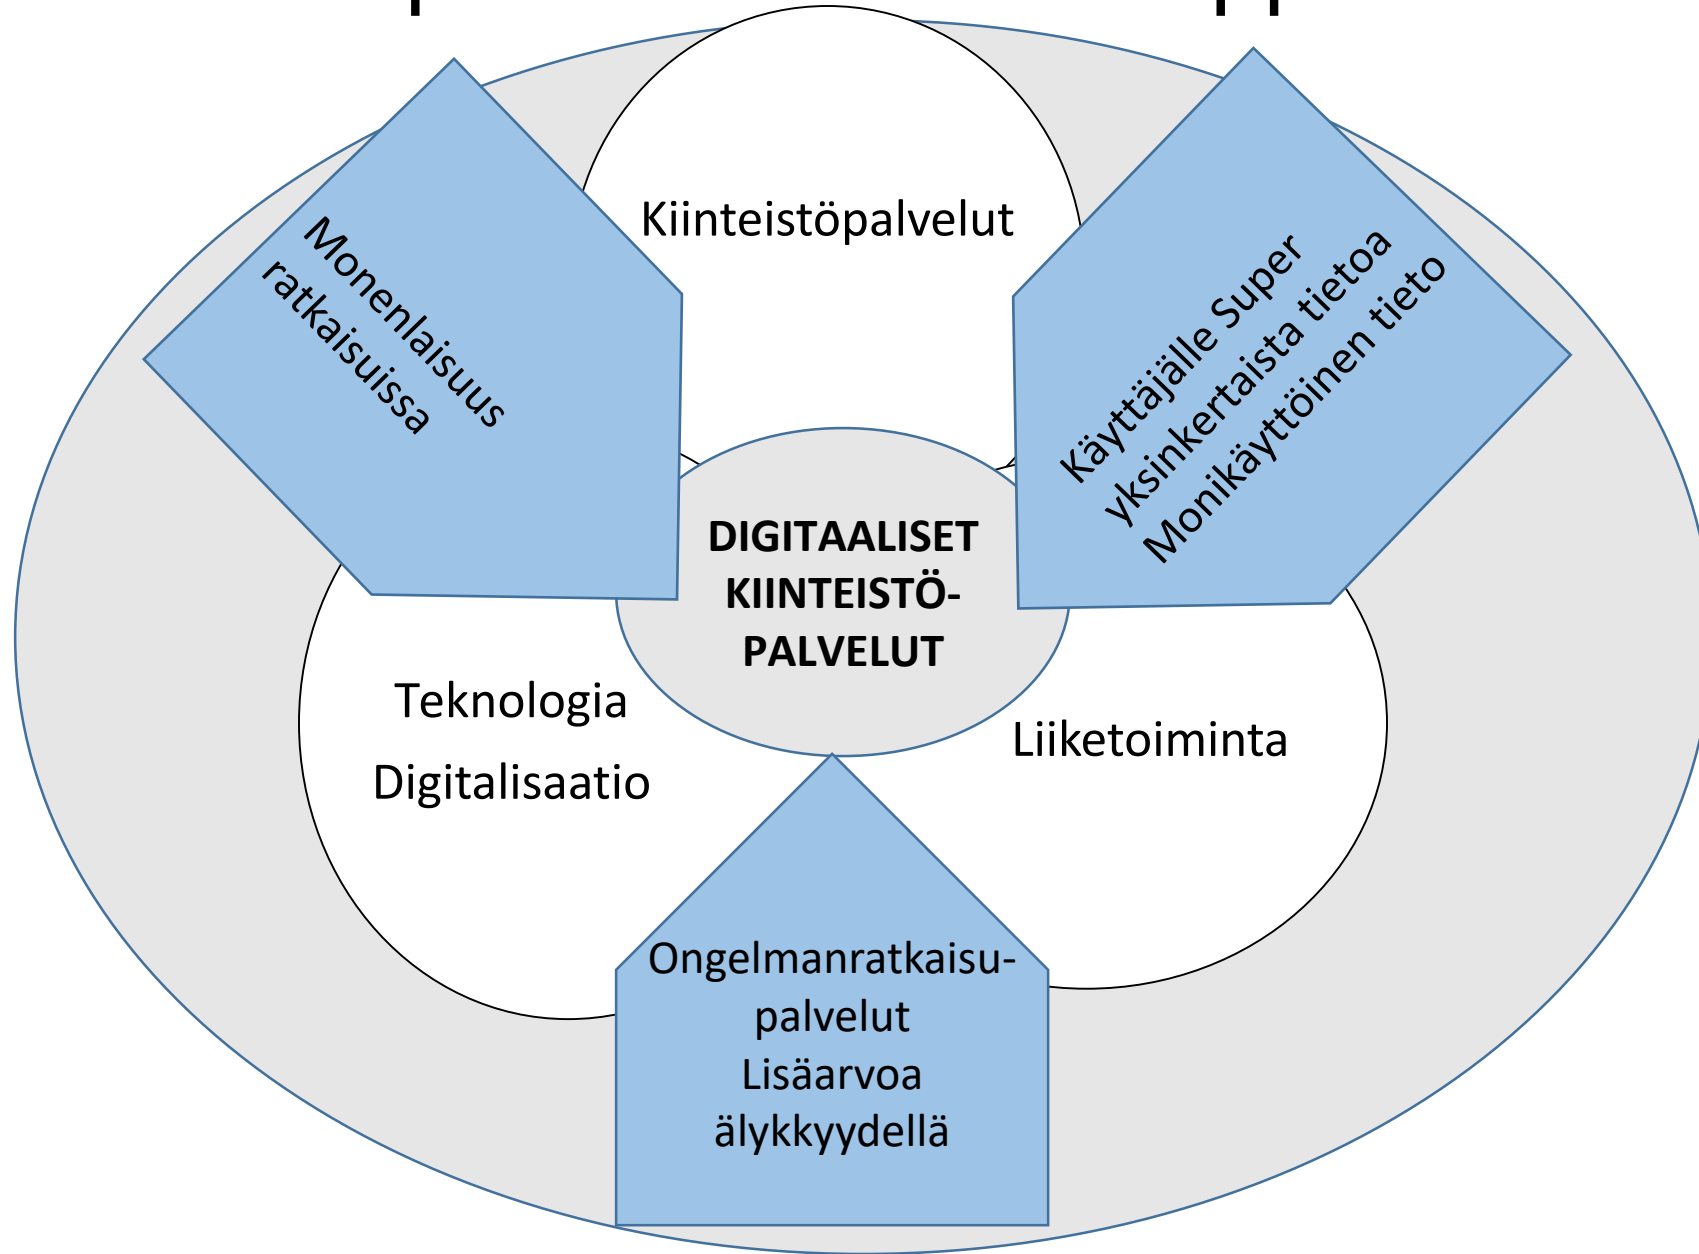 Kiinteistöpalvelut
Monenlaisuus
ratkaisuissa
Käyttäjälle Super
yksinkertaista tietoa
Monikäyttöinen tieto
DIGITAALISET
KIINTEISTÖ-
PALVELUT
Teknologia
Digitalisaatio
Liiketoiminta
Ongelmanratkaisu-
palvelut
Lisäarvoa
älykkyydellä